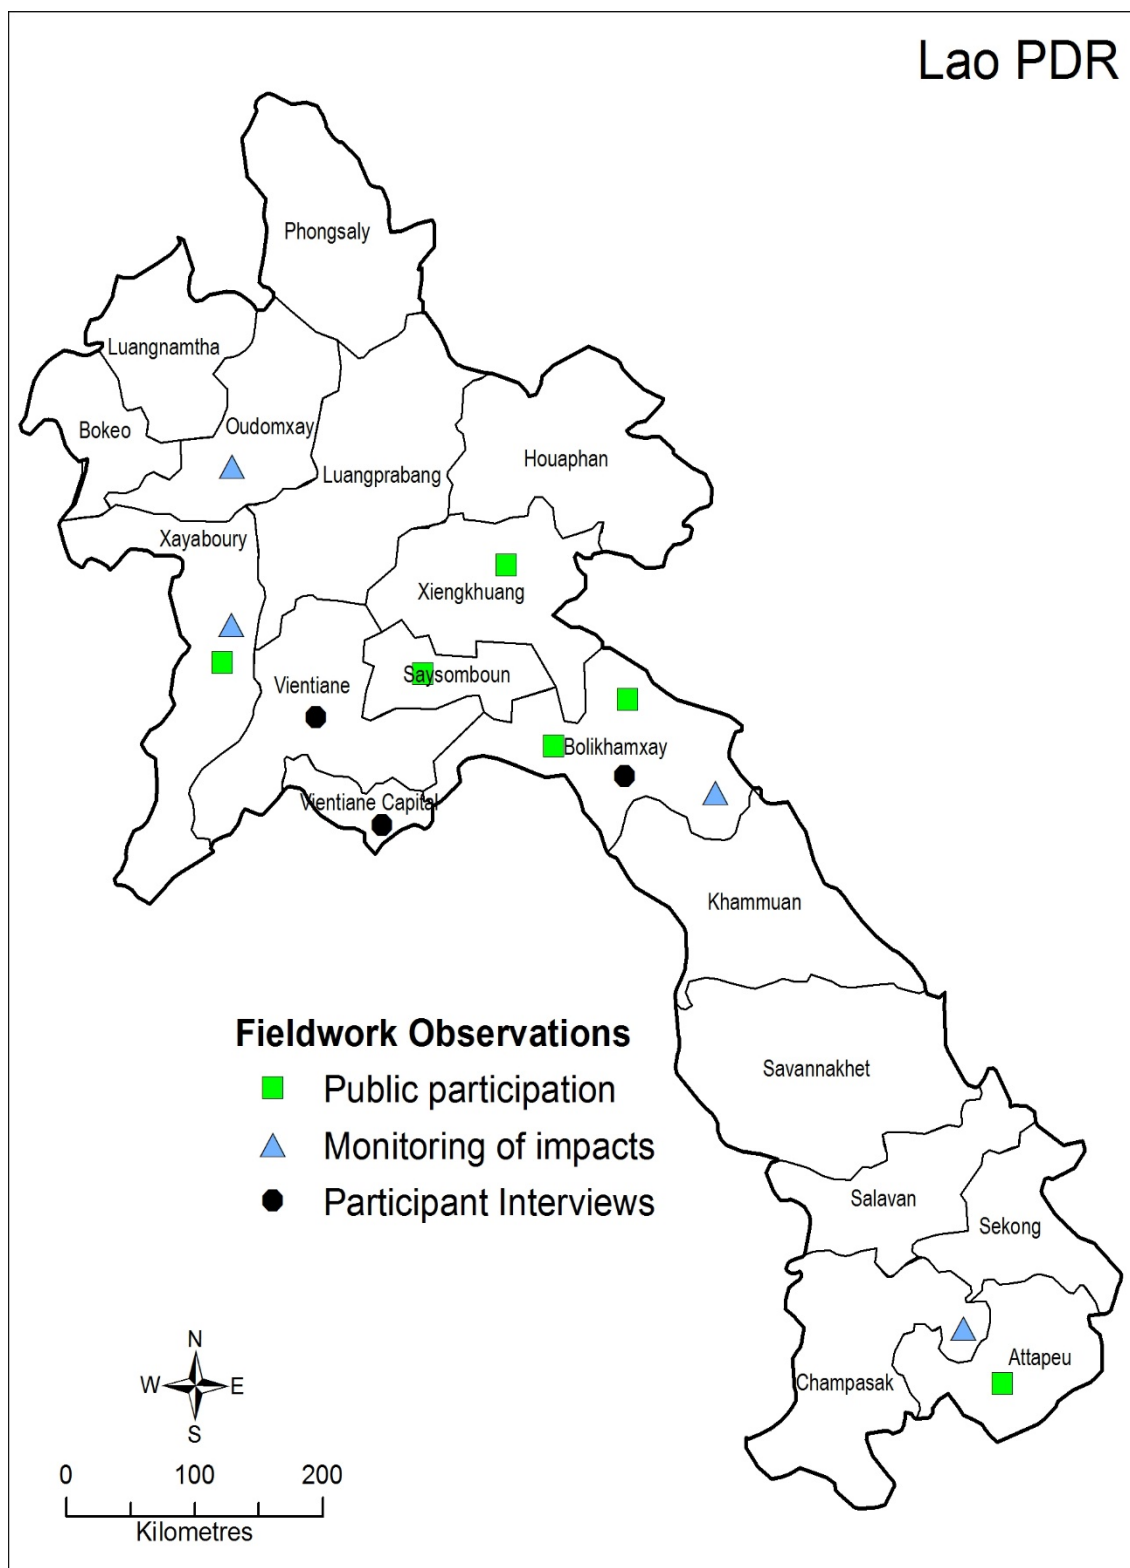 Lao PDR
Phongsaly
Luangnamtha
Bokeo
Oudomxay
Houaphan
Luangprabang
Xayaboury
Xiengkhuang
Saysomboun
Vientiane
Bolikhamxay
Vientiane Capital
Khammuan
Fieldwork Observations
Public participation
Monitoring of impacts
Participant Interviews
Savannakhet
Salavan
Sekong
Attapeu
Champasak
N
W E
S
0 100 200
Kilometres